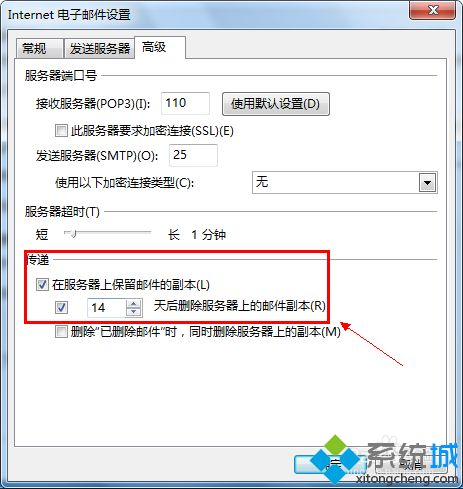 Internet 电子邮件设置
常规 发送服务器 高级
服务器端口号
接收服务器(POP3)(I): 110 使用默认设置(D)
此服务器要求加密连接(SSL)(E)
发送服务器(SMTP)(O): 25
使用以下加密连接类型(C): 无
服务器超时(T)
短 长 1 分钟
传递
在服务器上保留邮件的副本(L)
14 天后删除服务器上的邮件副本(R)
删除“已删除邮件”时，同时删除服务器上的副本(M)
取消
系统城